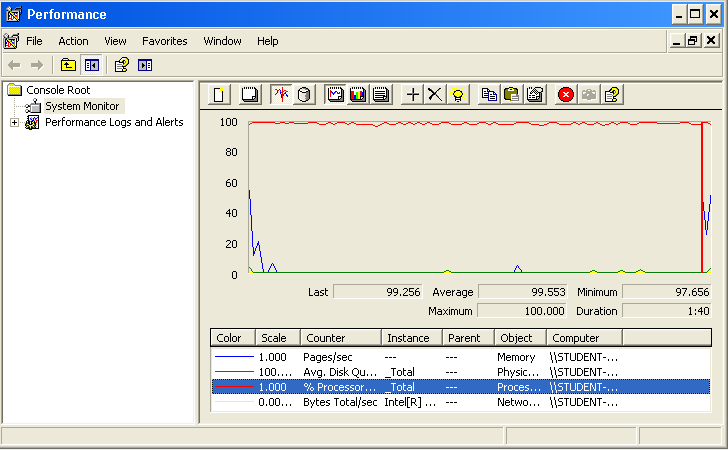 Performance
File Action View Favorites Window Help
Console Root
System Monitor
Performance Logs and Alerts
100
80
60
40
20
0
Last 99.256 Average 99.553 Minimum 97.656
Maximum 100.000 Duration 1:40
Color Scale Counter Instance Parent Object Computer
1.000 Pages/sec --- --- Memory \\STUDENT-...
100.... Avg. Disk Qu... _Total --- Physic... \\STUDENT-...
1.000 % Processor... _Total --- Proces... \\STUDENT-...
0.00... Bytes Total/sec Intel[R] ... --- Netwo... \\STUDENT-...